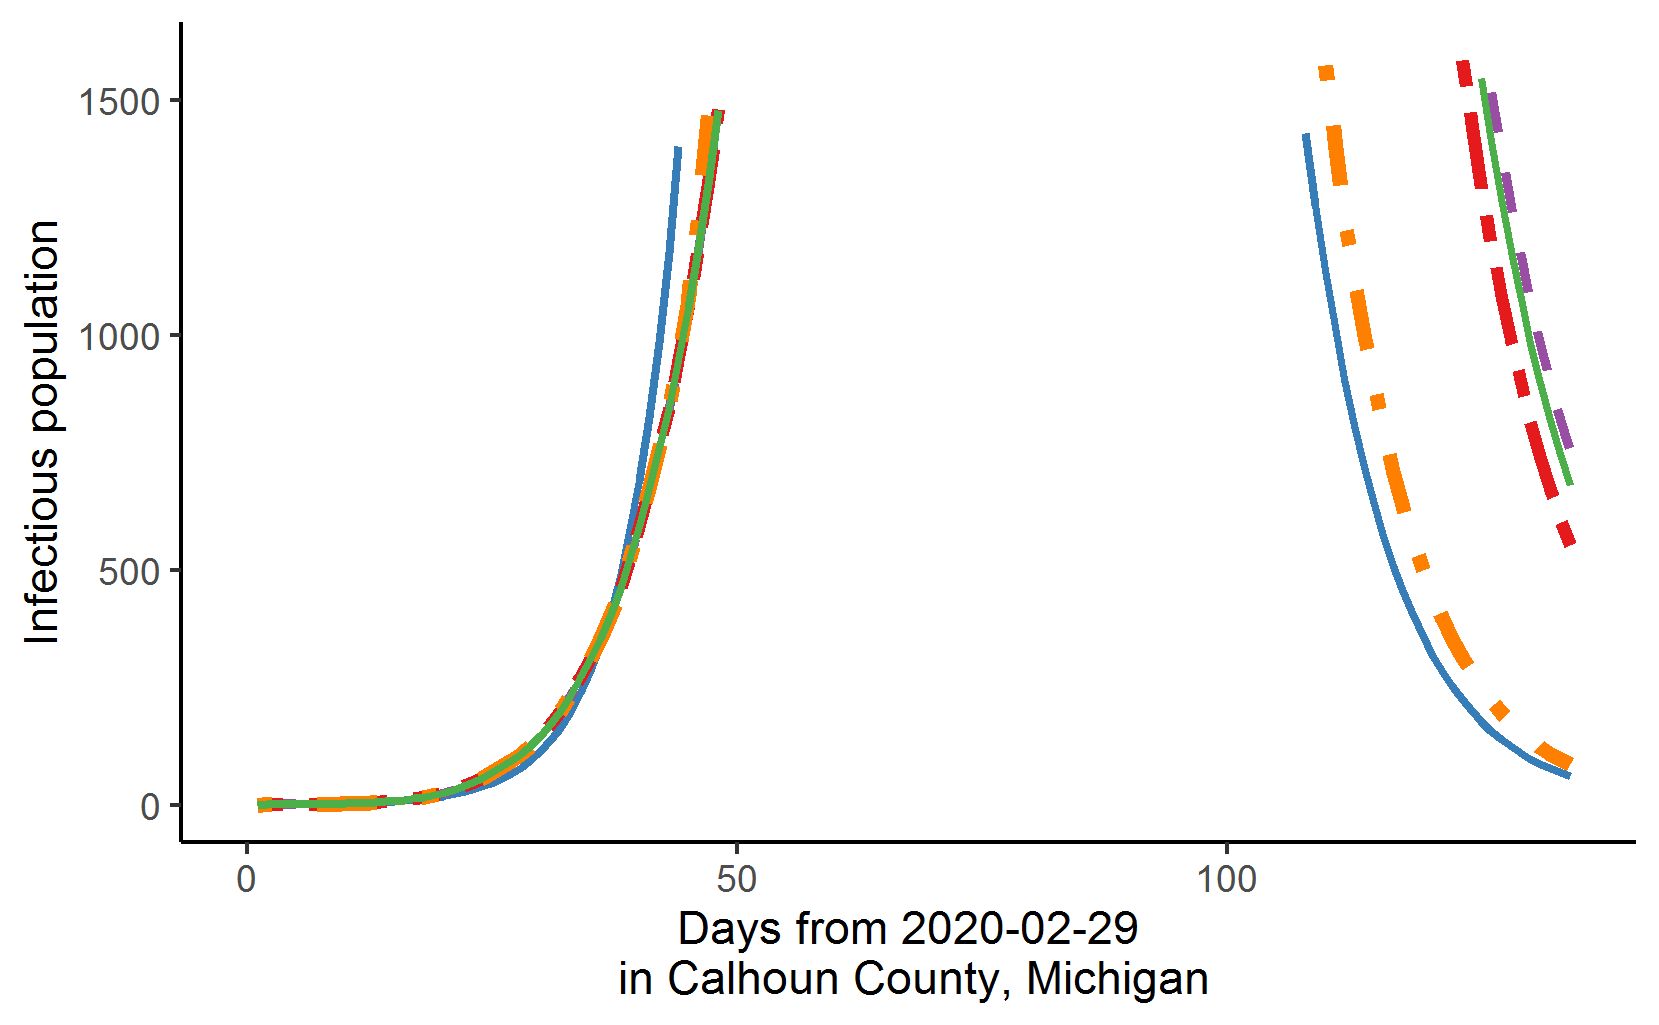 Infectious population
1500
1000
500
0
0 50 100
Days from 2020-02-29
in Calhoun County, Michigan